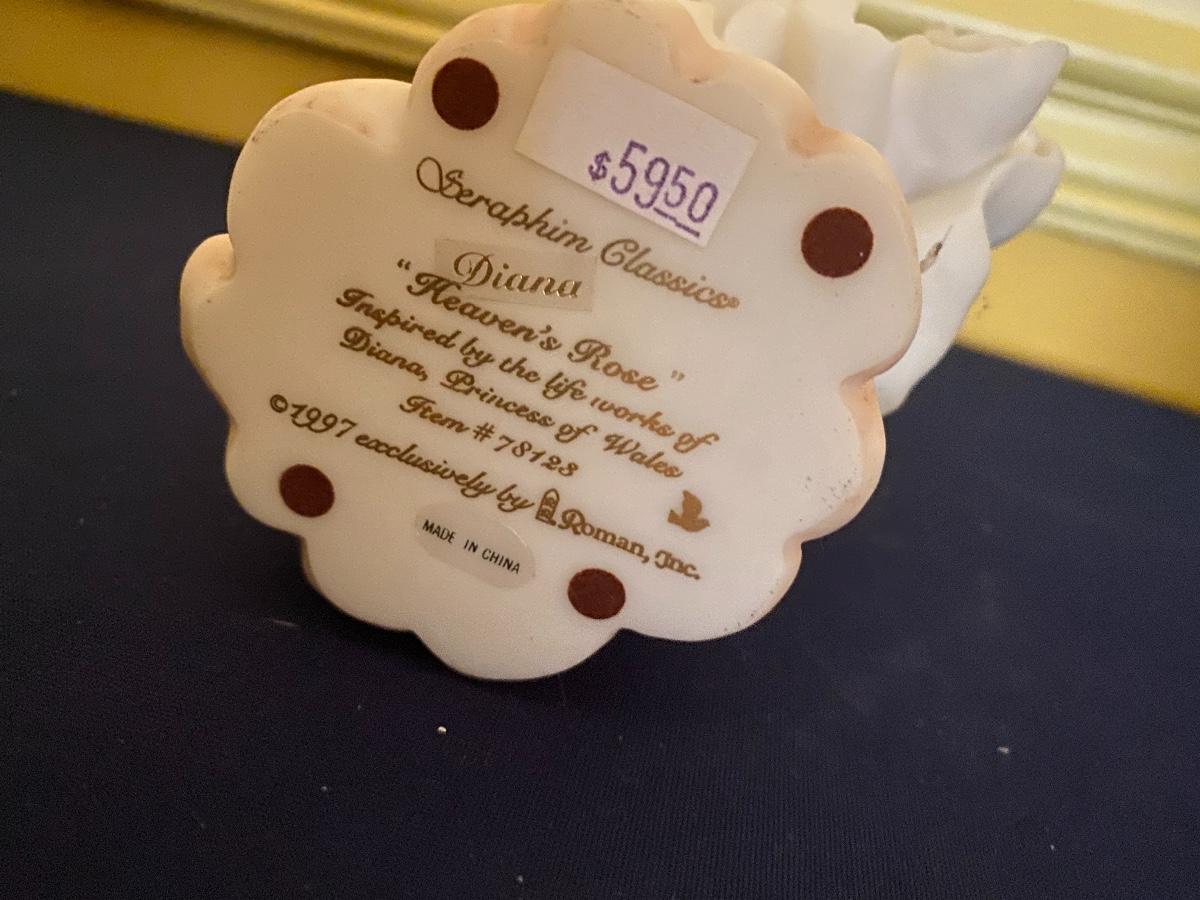 $5950
Seraphim Classics®
Diana
"Heaven's Rose"
Inspired by the life works of
Diana, Princess of Wales
Item # 78123
©1997 exclusively by Roman, Inc.
MADE IN CHINA